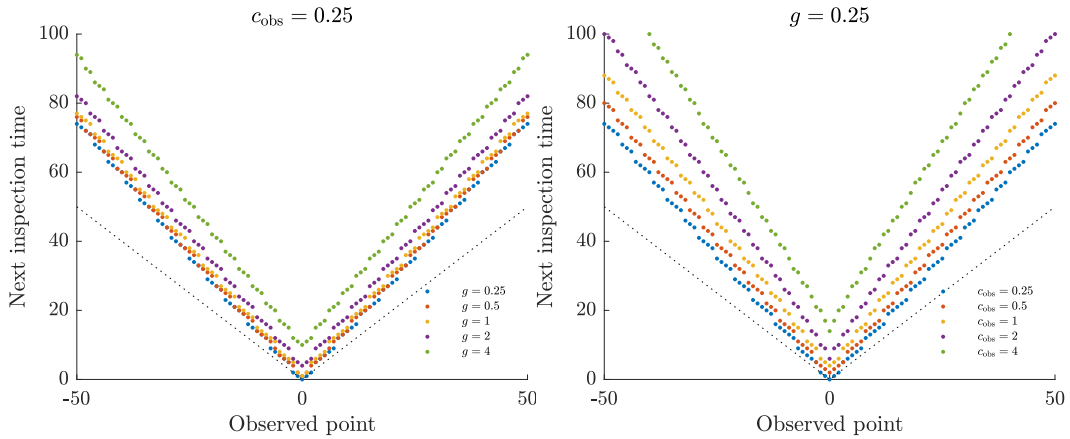 c_obs = 0.25
Next inspection time
100
80
60
40
20
0
-50
0
50
Observed point
g = 0.25
g = 0.5
g = 1
g = 2
g = 4
g = 0.25
Next inspection time
100
80
60
40
20
0
-50
0
50
Observed point
c_obs = 0.25
c_obs = 0.5
c_obs = 1
c_obs = 2
c_obs = 4